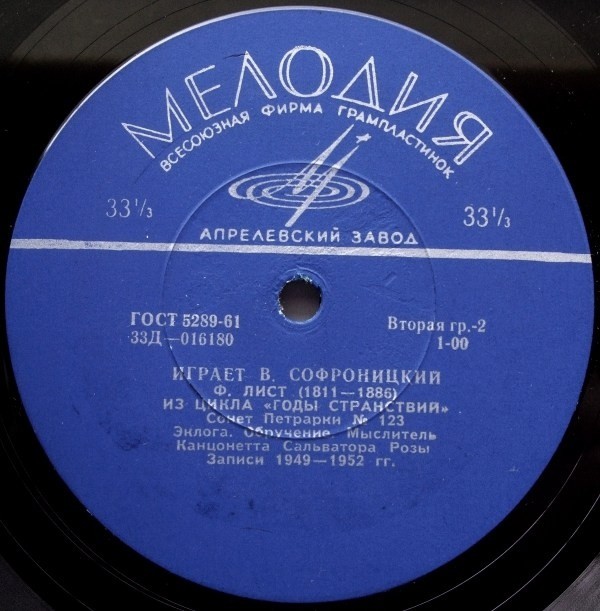 МЕЛОДИЯ
ВСЕСОЮЗНАЯ ФИРМА ГРАМПЛАСТИНОК
33⅓ 33⅓
АПРЕЛЕВСКИЙ ЗАВОД
ГОСТ 5289-61 Вторая гр.-2
33Д—016180 1-00
ИГРАЕТ В. СОФРОНИЦКИЙ
Ф. ЛИСТ (1811—1886)
ИЗ ЦИКЛА «ГОДЫ СТРАНСТВИЙ»
Сонет Петрарки № 123
Эклога. Обручение. Мыслитель
Канцонетта Сальватора Розы
Записи 1949—1952 гг.